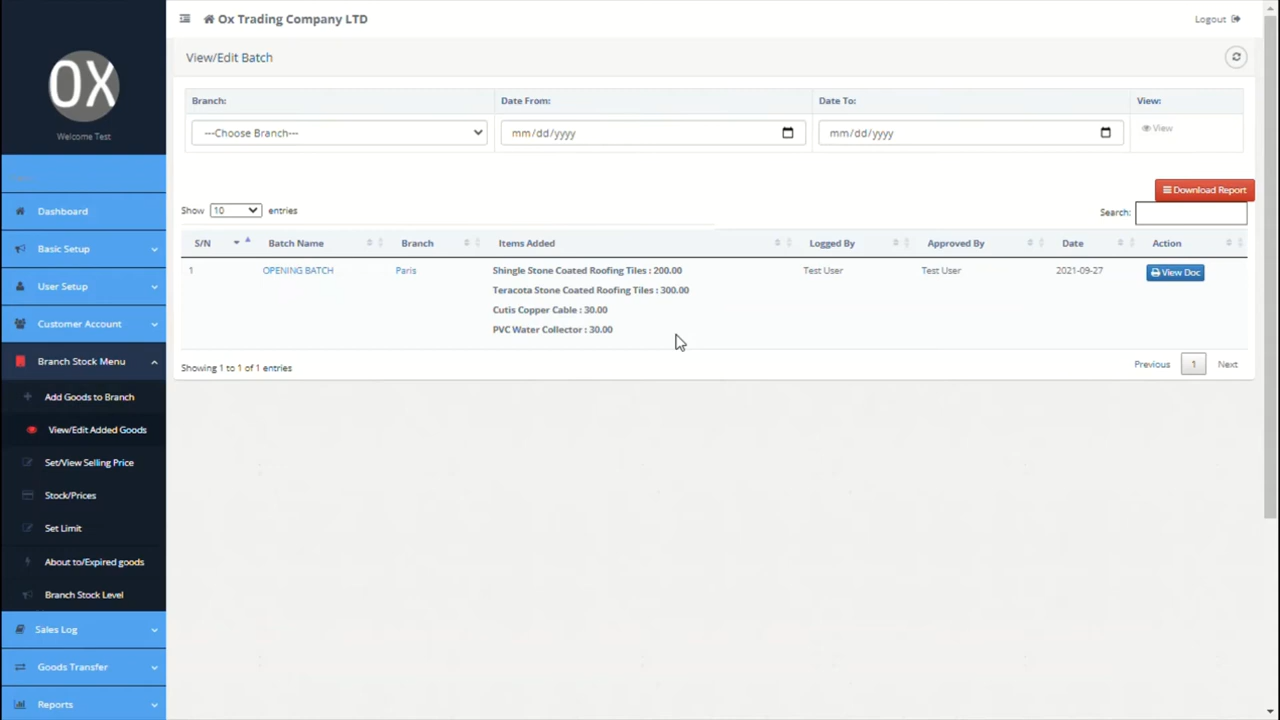 Ox Trading Company LTD
Logout
OX
Welcome Test
View/Edit Batch
Branch:
Date From:
Date To:
View:
---Choose Branch---
mm/dd/yyyy
mm/dd/yyyy
View
Download Report
Show 10 entries
Search:
S/N Batch Name Branch Items Added Logged By Approved By Date Action
1 OPENING BATCH Paris Shingle Stone Coated Roofing Tiles : 200.00 Test User Test User 2021-09-27 View Doc
Teracota Stone Coated Roofing Tiles : 300.00
Cutis Copper Cable : 30.00
PVC Water Collector : 30.00
Showing 1 to 1 of 1 entries
Previous 1 Next
Dashboard
Basic Setup
User Setup
Customer Account
Branch Stock Menu
Add Goods to Branch
View/Edit Added Goods
Set/View Selling Price
Stock/Prices
Set Limit
About to/Expired goods
Branch Stock Level
Sales Log
Goods Transfer
Reports